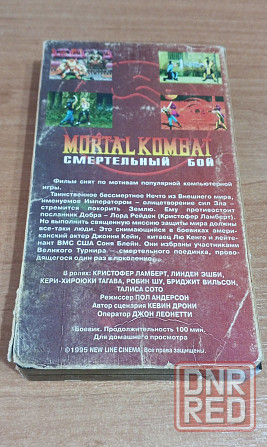 MORTAL KOMBAT
СМЕРТЕЛЬНЫЙ БОЙ
Фильм снят по мотивам популярной компьютерной
игры.
Таинственное бессмертное Нечто из Внешнего мира,
именуемое Императором – олицетворение сил Зла –
стремится покорить Землю. Ему противостоит
посланник Добра – Лорд Рейден (Кристофер Ламберт).
Но выполнить священную миссию защиты мира должны
все-таки люди. Это снимающийся в боевиках амери-
канский актер Джонни Кейн, китаец Лю Кенго и лейте-
нант ВМС США Соня Блейн. Они избраны участниками
Великого Турнира – смертельного поединка, прово-
дящегося один раз в поколение.
В ролях: КРИСТОФЕР ЛАМБЕРТ, ЛИНДЕН ЭШБИ,
КЕРИ-ХИРОЮКИ ТАГАВА, РОБИН ШУ, БРИДЖИТ ВИЛЬСОН,
ТАЛИСА СОТО
Режиссер ПОЛ АНДЕРСОН
Автор сценария КЕВИН ДРОНИ
Оператор ДЖОН ЛЕОНЕТТИ
Боевик. Продолжительность 100 мин.
Для домашнего просмотра
©1995 NEW LINE CINEMA Все права защищены.
DNR
RED